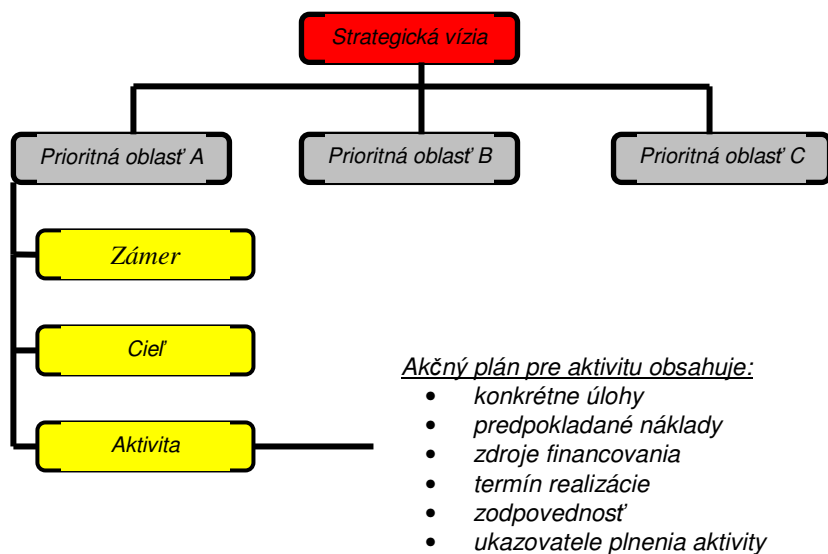 Strategická vízia
Prioritná oblasť A
Prioritná oblasť B
Prioritná oblasť C
Zámer
Cieľ
Aktivita
Akčný plán pre aktivitu obsahuje:
• konkrétne úlohy
• predpokladané náklady
• zdroje financovania
• termín realizácie
• zodpovednosť
• ukazovatele plnenia aktivity